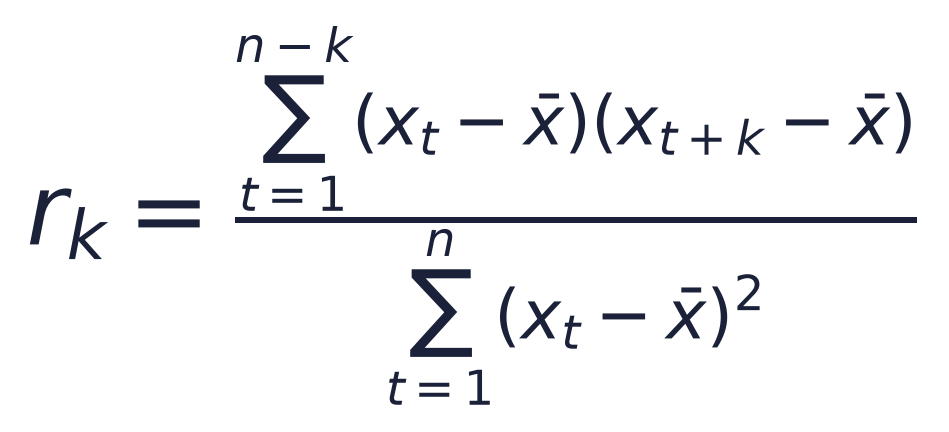 r_k = \frac{\sum_{t=1}^{n-k} (x_t - \bar{x})(x_{t+k} - \bar{x})}{\sum_{t=1}^{n} (x_t - \bar{x})^2}